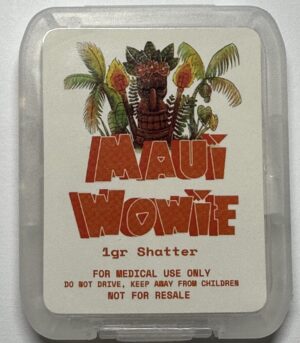 MAUI
WOWIE
1gr Shatter
FOR MEDICAL USE ONLY
DO NOT DRIVE, KEEP AWAY FROM CHILDREN
NOT FOR RESALE